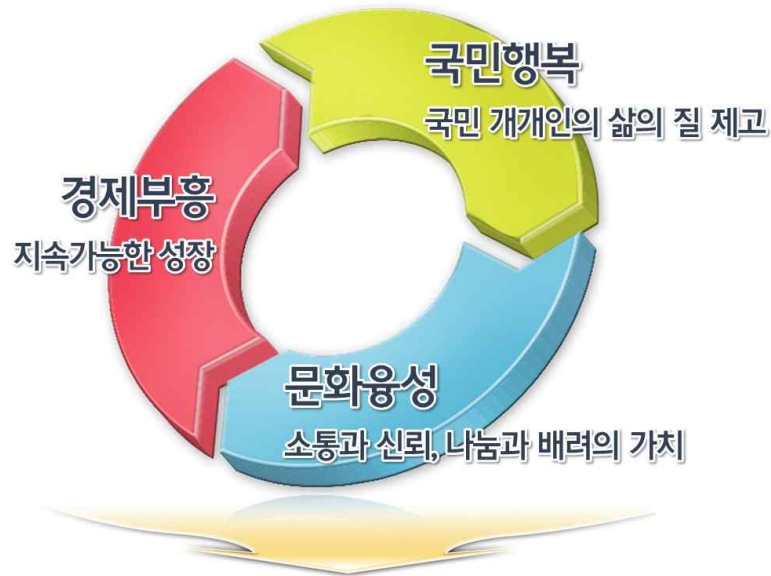 국민행복
국민 개개인의 삶의 질 제고
경제부흥
지속가능한 성장
문화융성
소통과 신뢰, 나눔과 배려의 가치